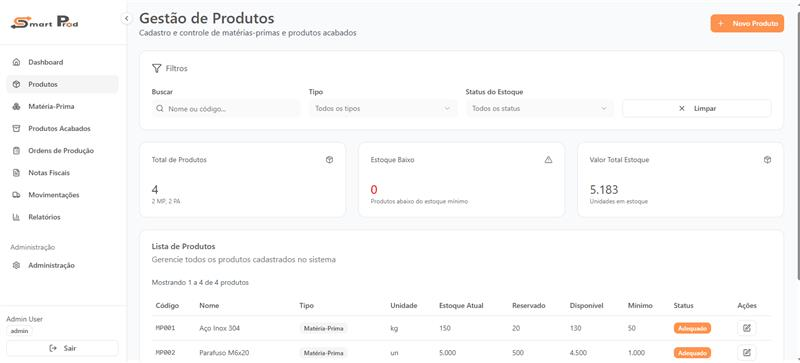 Smart Prod
Gestão de Produtos
Cadastro e controle de matérias-primas e produtos acabados
Novo Produto
Dashboard
Produtos
Matéria-Prima
Produtos Acabados
Ordens de Produção
Notas Fiscais
Movimentações
Relatórios
Administração
Administração
Admin User
admin
Sair
Filtros
Buscar Tipo Status do Estoque
Nome ou código... Todos os tipos Todos os status Limpar
Total de Produtos
4
2 MP, 2 PA
Estoque Baixo
0
Produtos abaixo do estoque mínimo
Valor Total Estoque
5.183
Unidades em estoque
Lista de Produtos
Gerencie todos os produtos cadastrados no sistema
Mostrando 1 a 4 de 4 produtos
Código Nome Tipo Unidade Estoque Atual Reservado Disponível Mínimo Status Ações
MP001 Aço Inox 304 Matéria-Prima kg 150 20 130 50 Adequado
MP002 Parafuso M6x20 Matéria-Prima un 5.000 500 4.500 1.000 Adequado